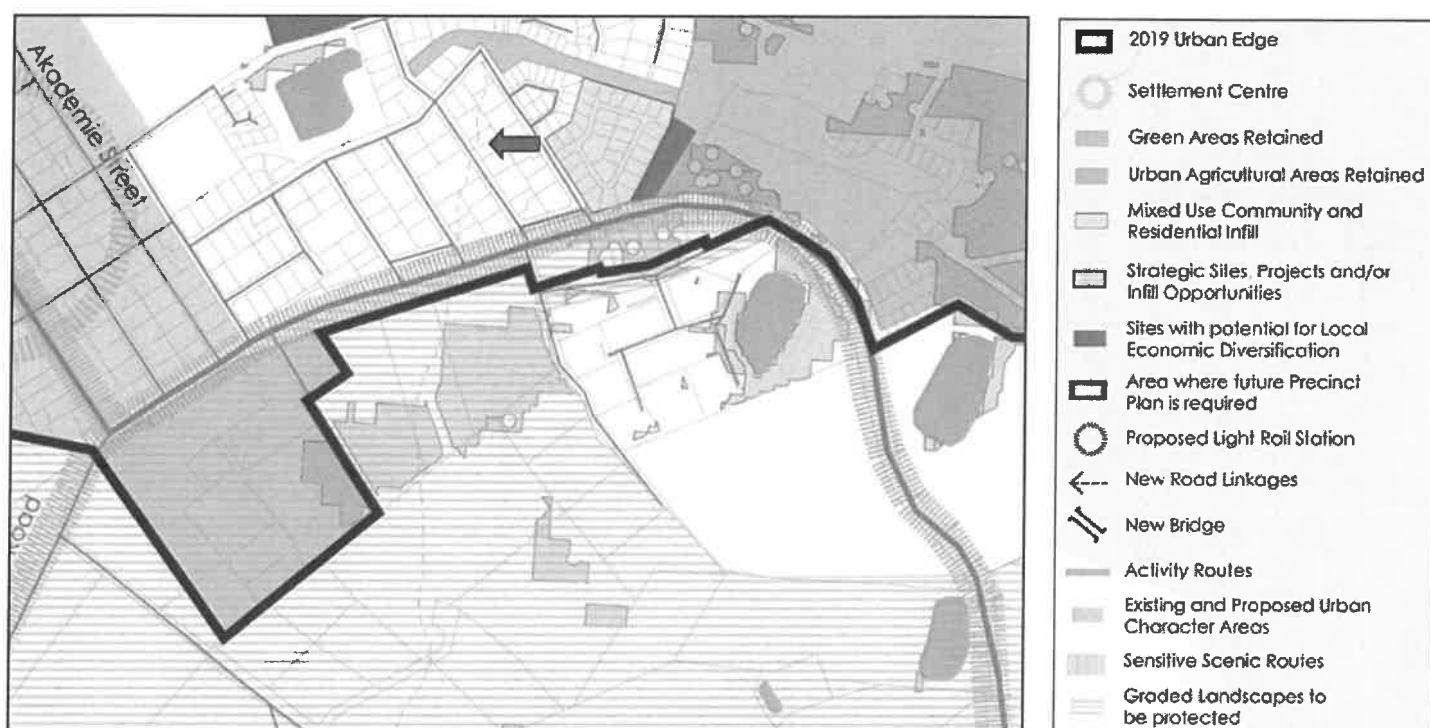 Akademie Street
Road
2019 Urban Edge
Settlement Centre
Green Areas Retained
Urban Agricultural Areas Retained
Mixed Use Community and
Residential Infill
Strategic Sites, Projects and/or
Infill Opportunities
Sites with potential for Local
Economic Diversification
Area where future Precinct
Plan is required
Proposed Light Rail Station
New Road Linkages
New Bridge
Activity Routes
Existing and Proposed Urban
Character Areas
Sensitive Scenic Routes
Graded Landscapes to
be protected